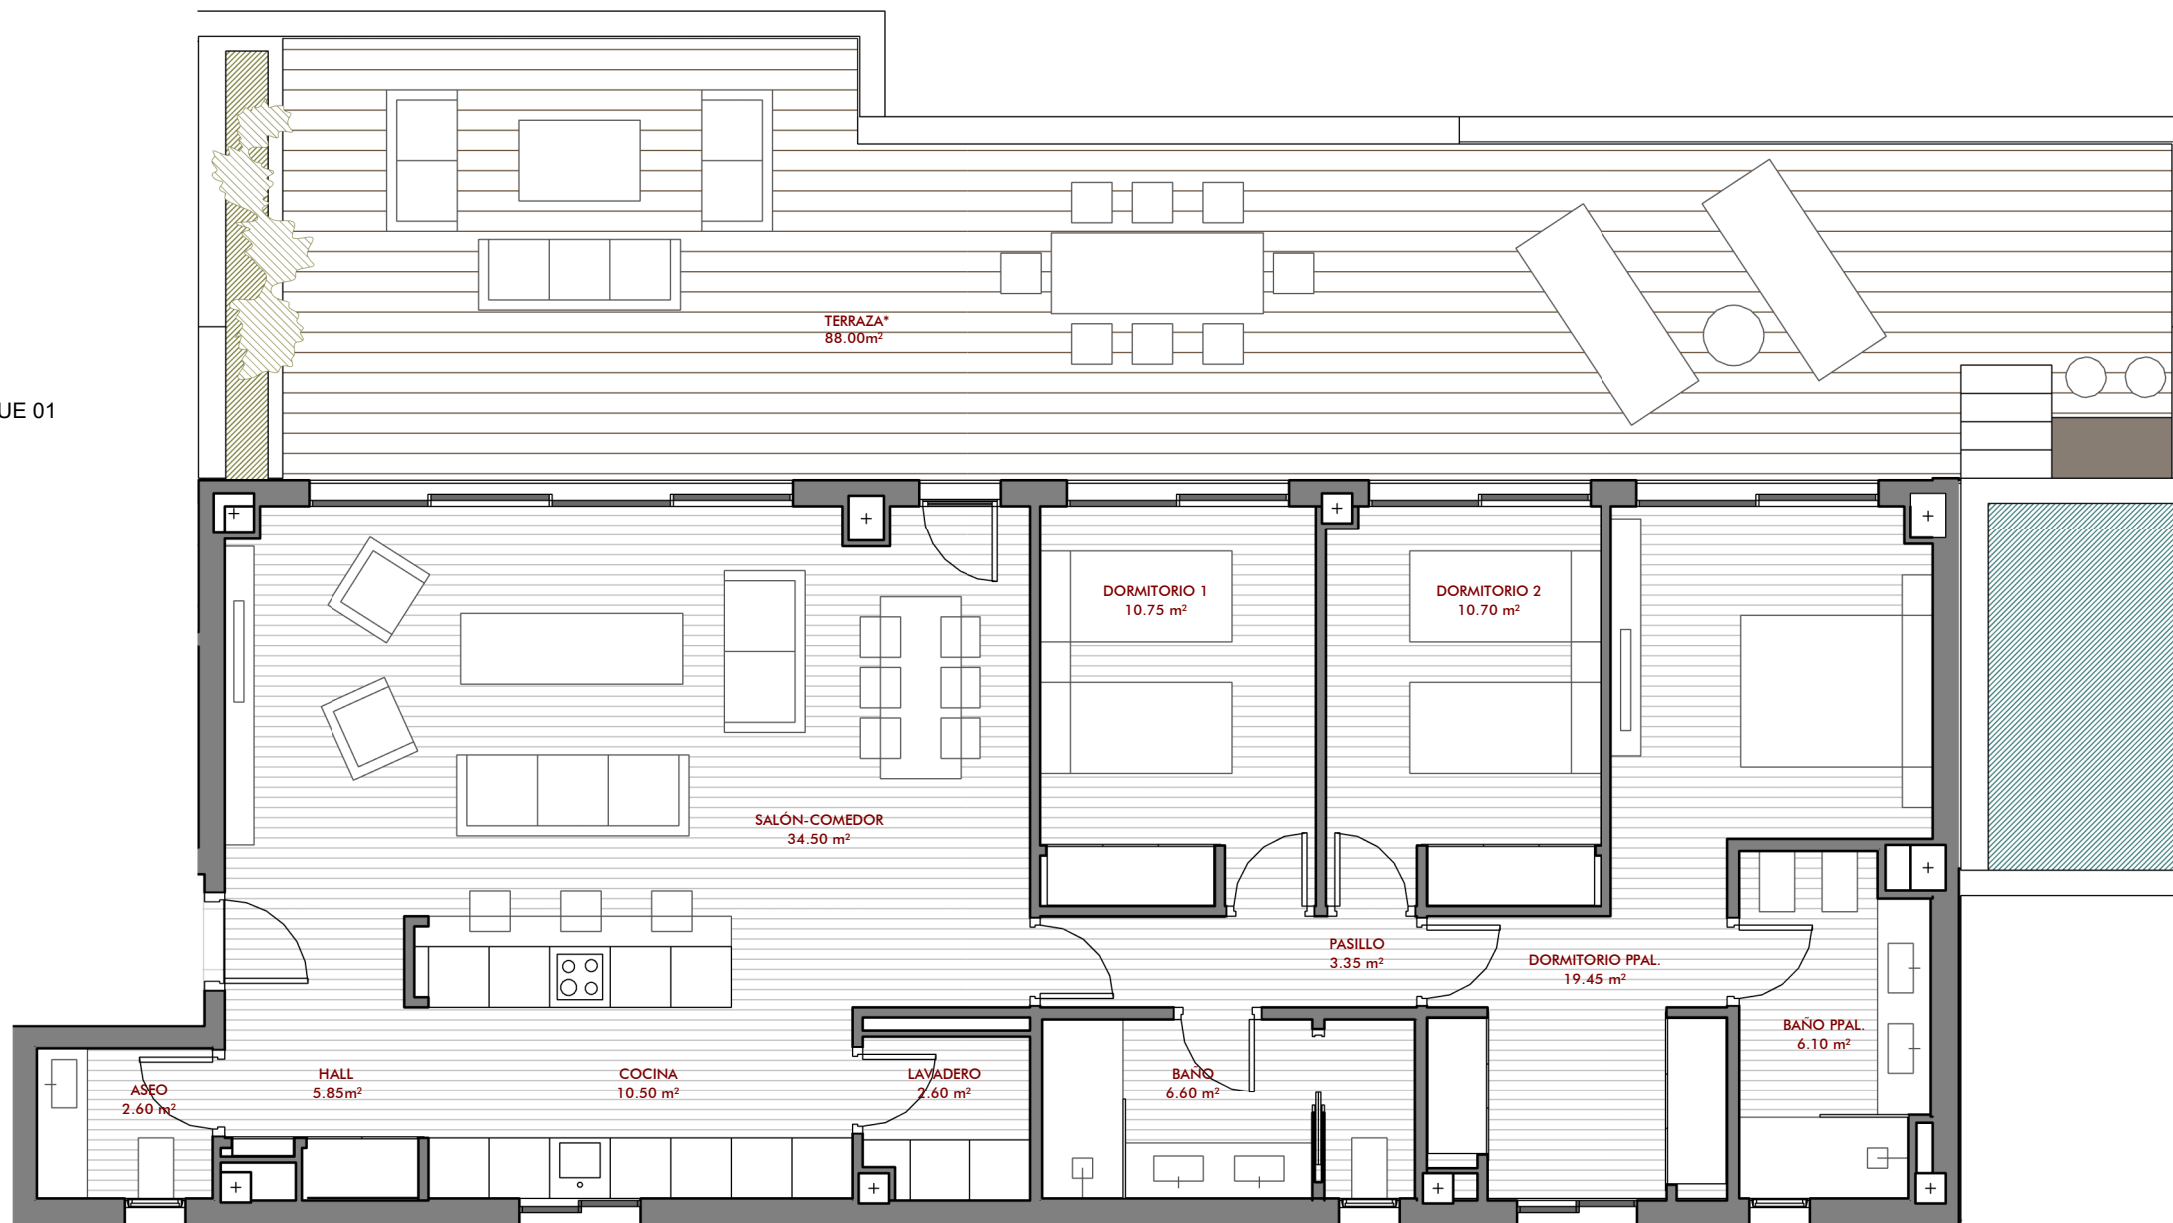 TERRAZA*
88.00m²
UE 01
DORMITORIO 1
10.75 m²
DORMITORIO 2
10.70 m²
SALÓN-COMEDOR
34.50 m²
PASILLO
3.35 m²
DORMITORIO PPAL.
19.45 m²
BAÑO PPAL.
6.10 m²
ASEO
2.60 m²
HALL
5.85m²
COCINA
10.50 m²
LAVADERO
2.60 m²
BAÑO
6.60 m²